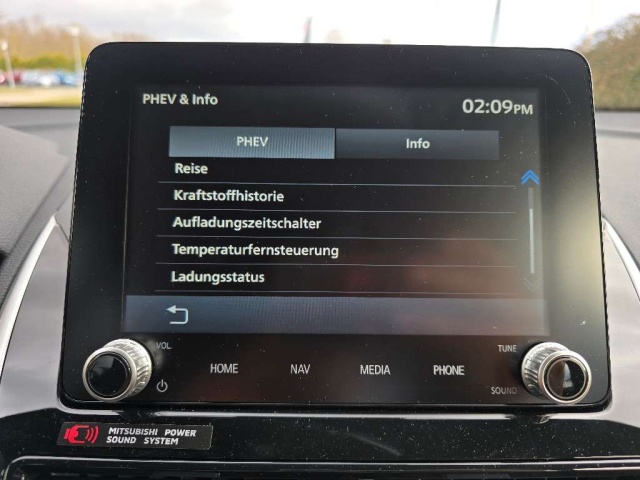 PHEV & Info
02:09PM
PHEV
Info
Reise
Kraftstoffhistorie
Aufladungszeitschalter
Temperaturfernsteuerung
Ladungsstatus
VOL
HOME
NAV
MEDIA
PHONE
TUNE
SOUND
MITSUBISHI POWER
SOUND SYSTEM